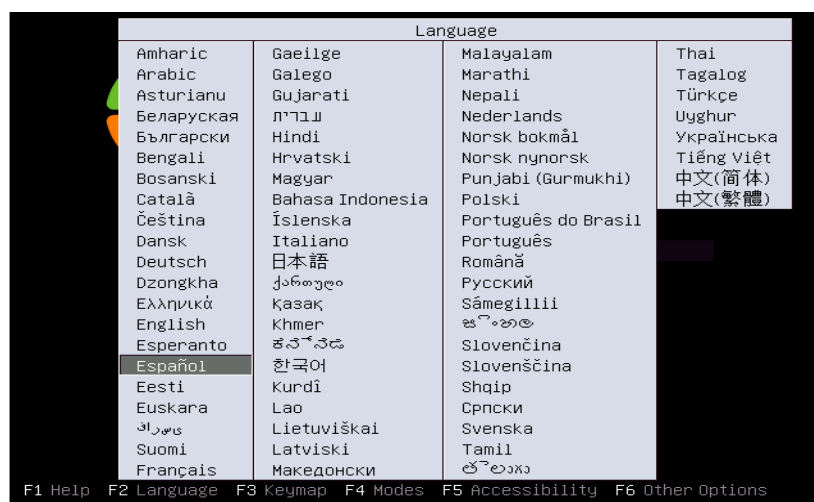 Language
Amharic
Arabic
Asturianu
Беларуская
Български
Bengali
Bosanski
Català
Čeština
Dansk
Deutsch
Dzongkha
Ελληνικά
English
Esperanto
Español
Eesti
Euskara
فارسی
Suomi
Français
Gaeilge
Galego
Gujarati
עברית
Hindi
Hrvatski
Magyar
Bahasa Indonesia
Íslenska
Italiano
日本語
ქართული
Қазақ
Khmer
ಕನ್ನಡ
한국어
Kurdî
Lao
Lietuviškai
Latviski
Македонски
Malayalam
Marathi
Nepali
Nederlands
Norsk bokmål
Norsk nynorsk
Punjabi (Gurmukhi)
Polski
Português do Brasil
Português
Română
Русский
Sámegillii
සිංහල
Slovenčina
Slovenščina
Shqip
Српски
Svenska
Tamil
తెలుగు
Thai
Tagalog
Türkçe
Uyghur
Українська
Tiếng Việt
中文(简体)
中文(繁體)
F1 Help F2 Language F3 Keymap F4 Modes F5 Accessibility F6 Other Options